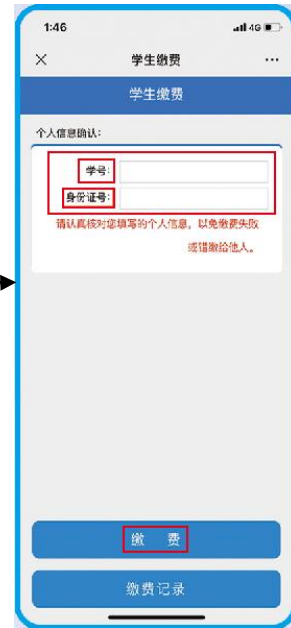 1:46
4G
学生缴费
学生缴费
个人信息确认:
学号:
身份证号:
请认真核对您填写的个人信息，以免缴费失败
或错缴给他人。
缴 费
缴费记录